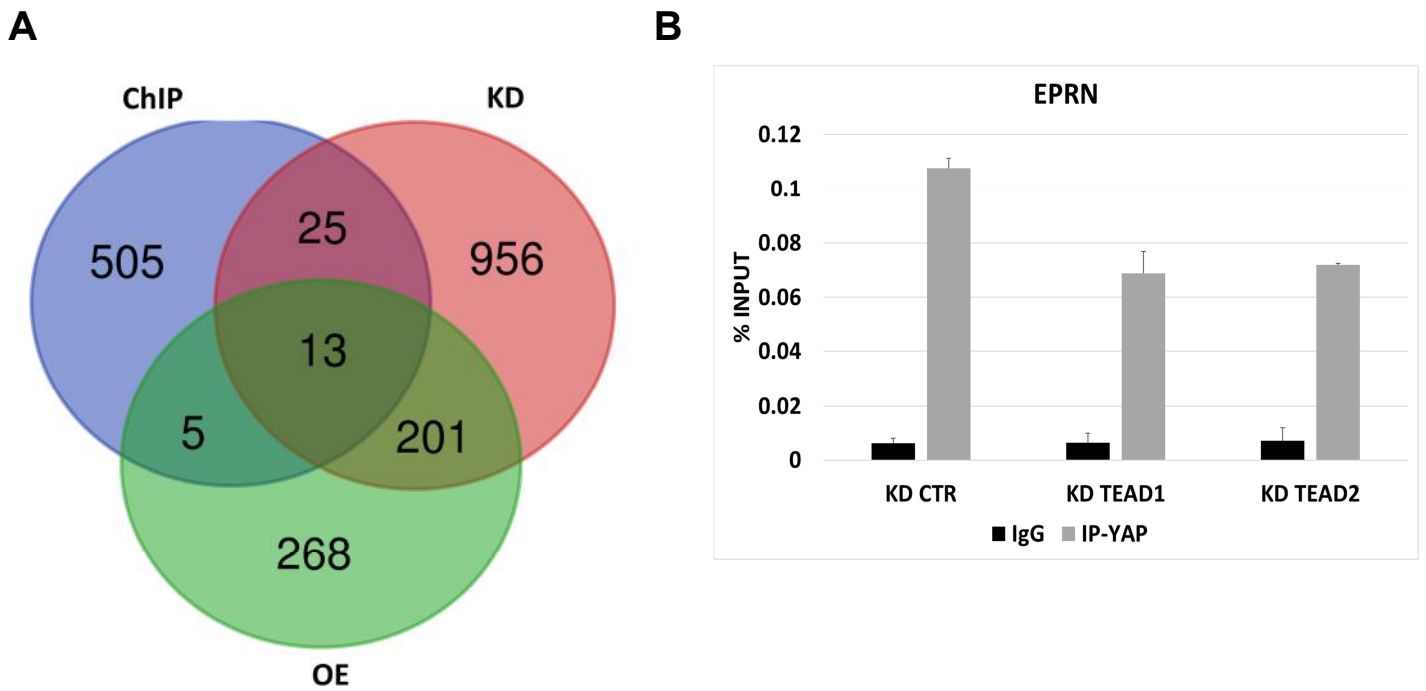 A
B
ChIP
KD
505
25
956
13
5
201
268
OE
EPRN
0.12
0.1
0.08
0.06
0.04
0.02
0
% INPUT
KD CTR KD TEAD1 KD TEAD2
IgG IP-YAP